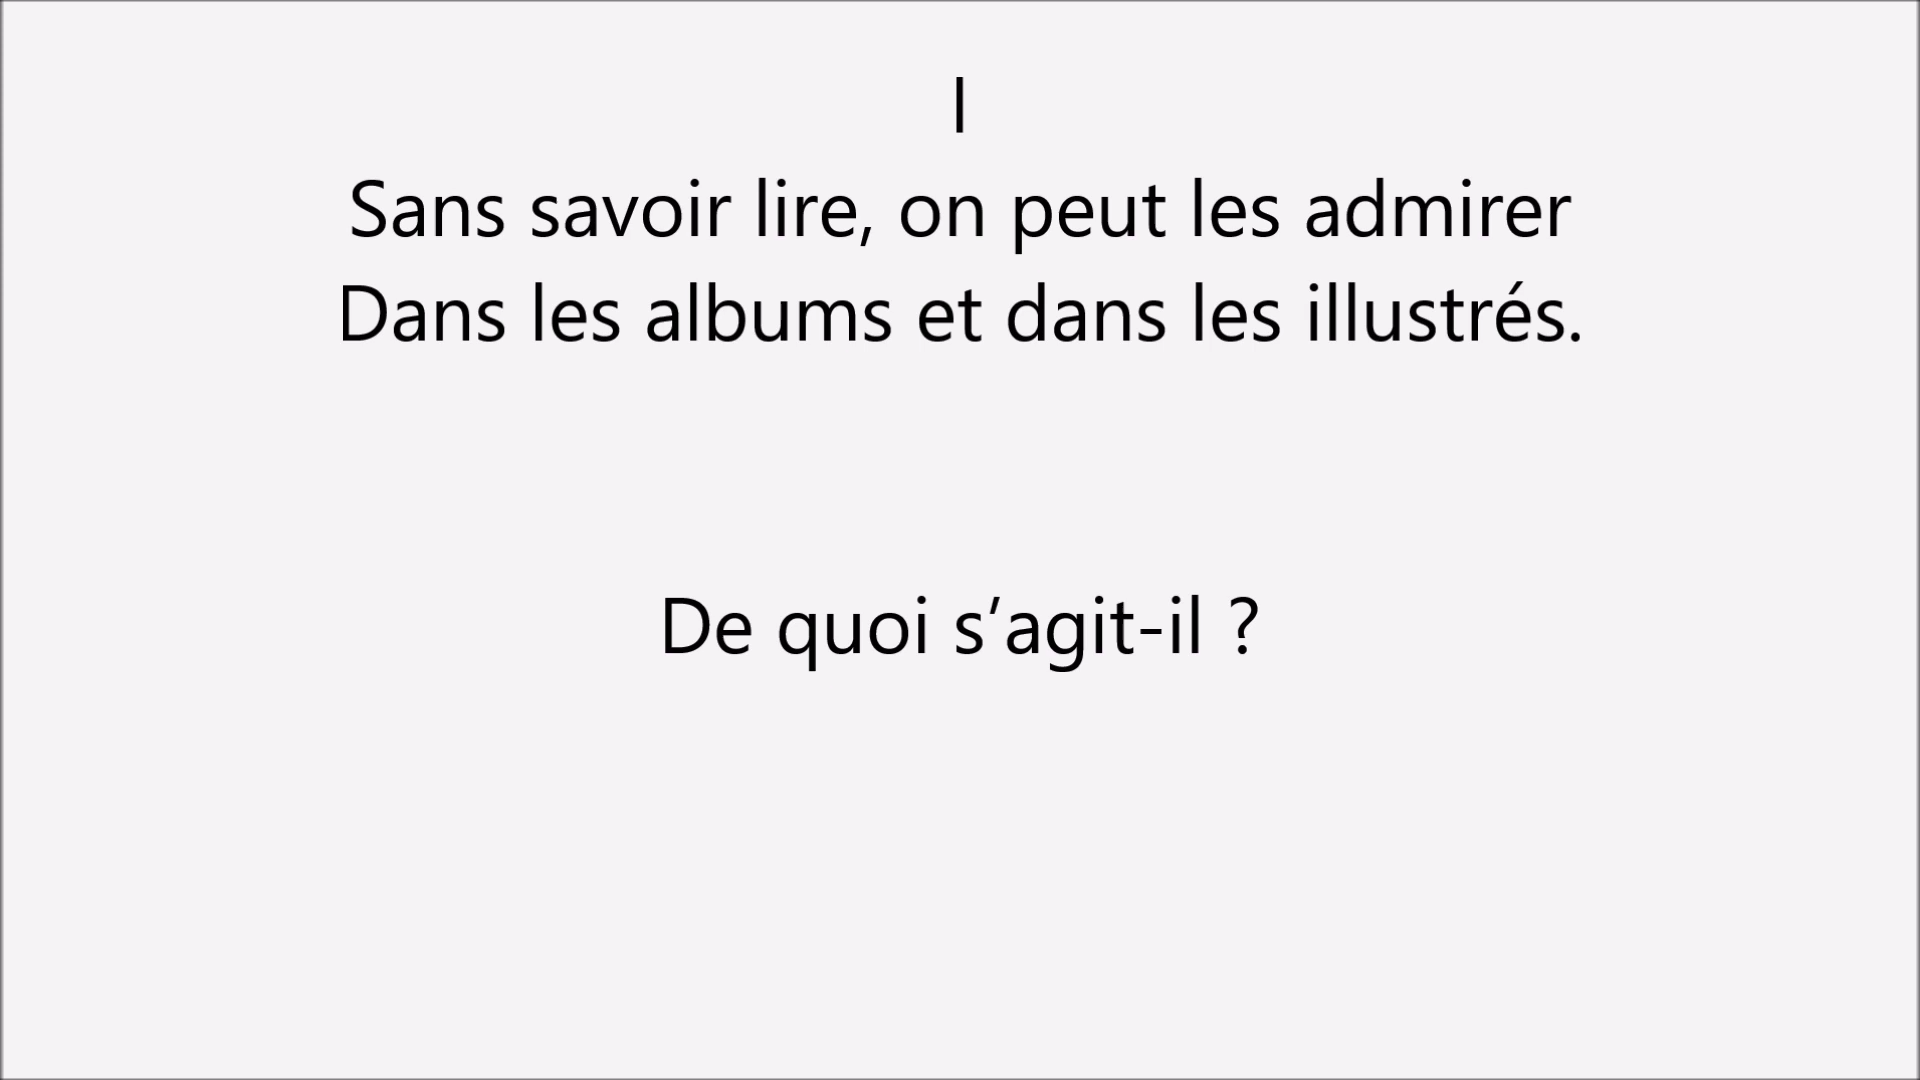 I
Sans savoir lire, on peut les admirer
Dans les albums et dans les illustrés.
De quoi s’agit-il ?